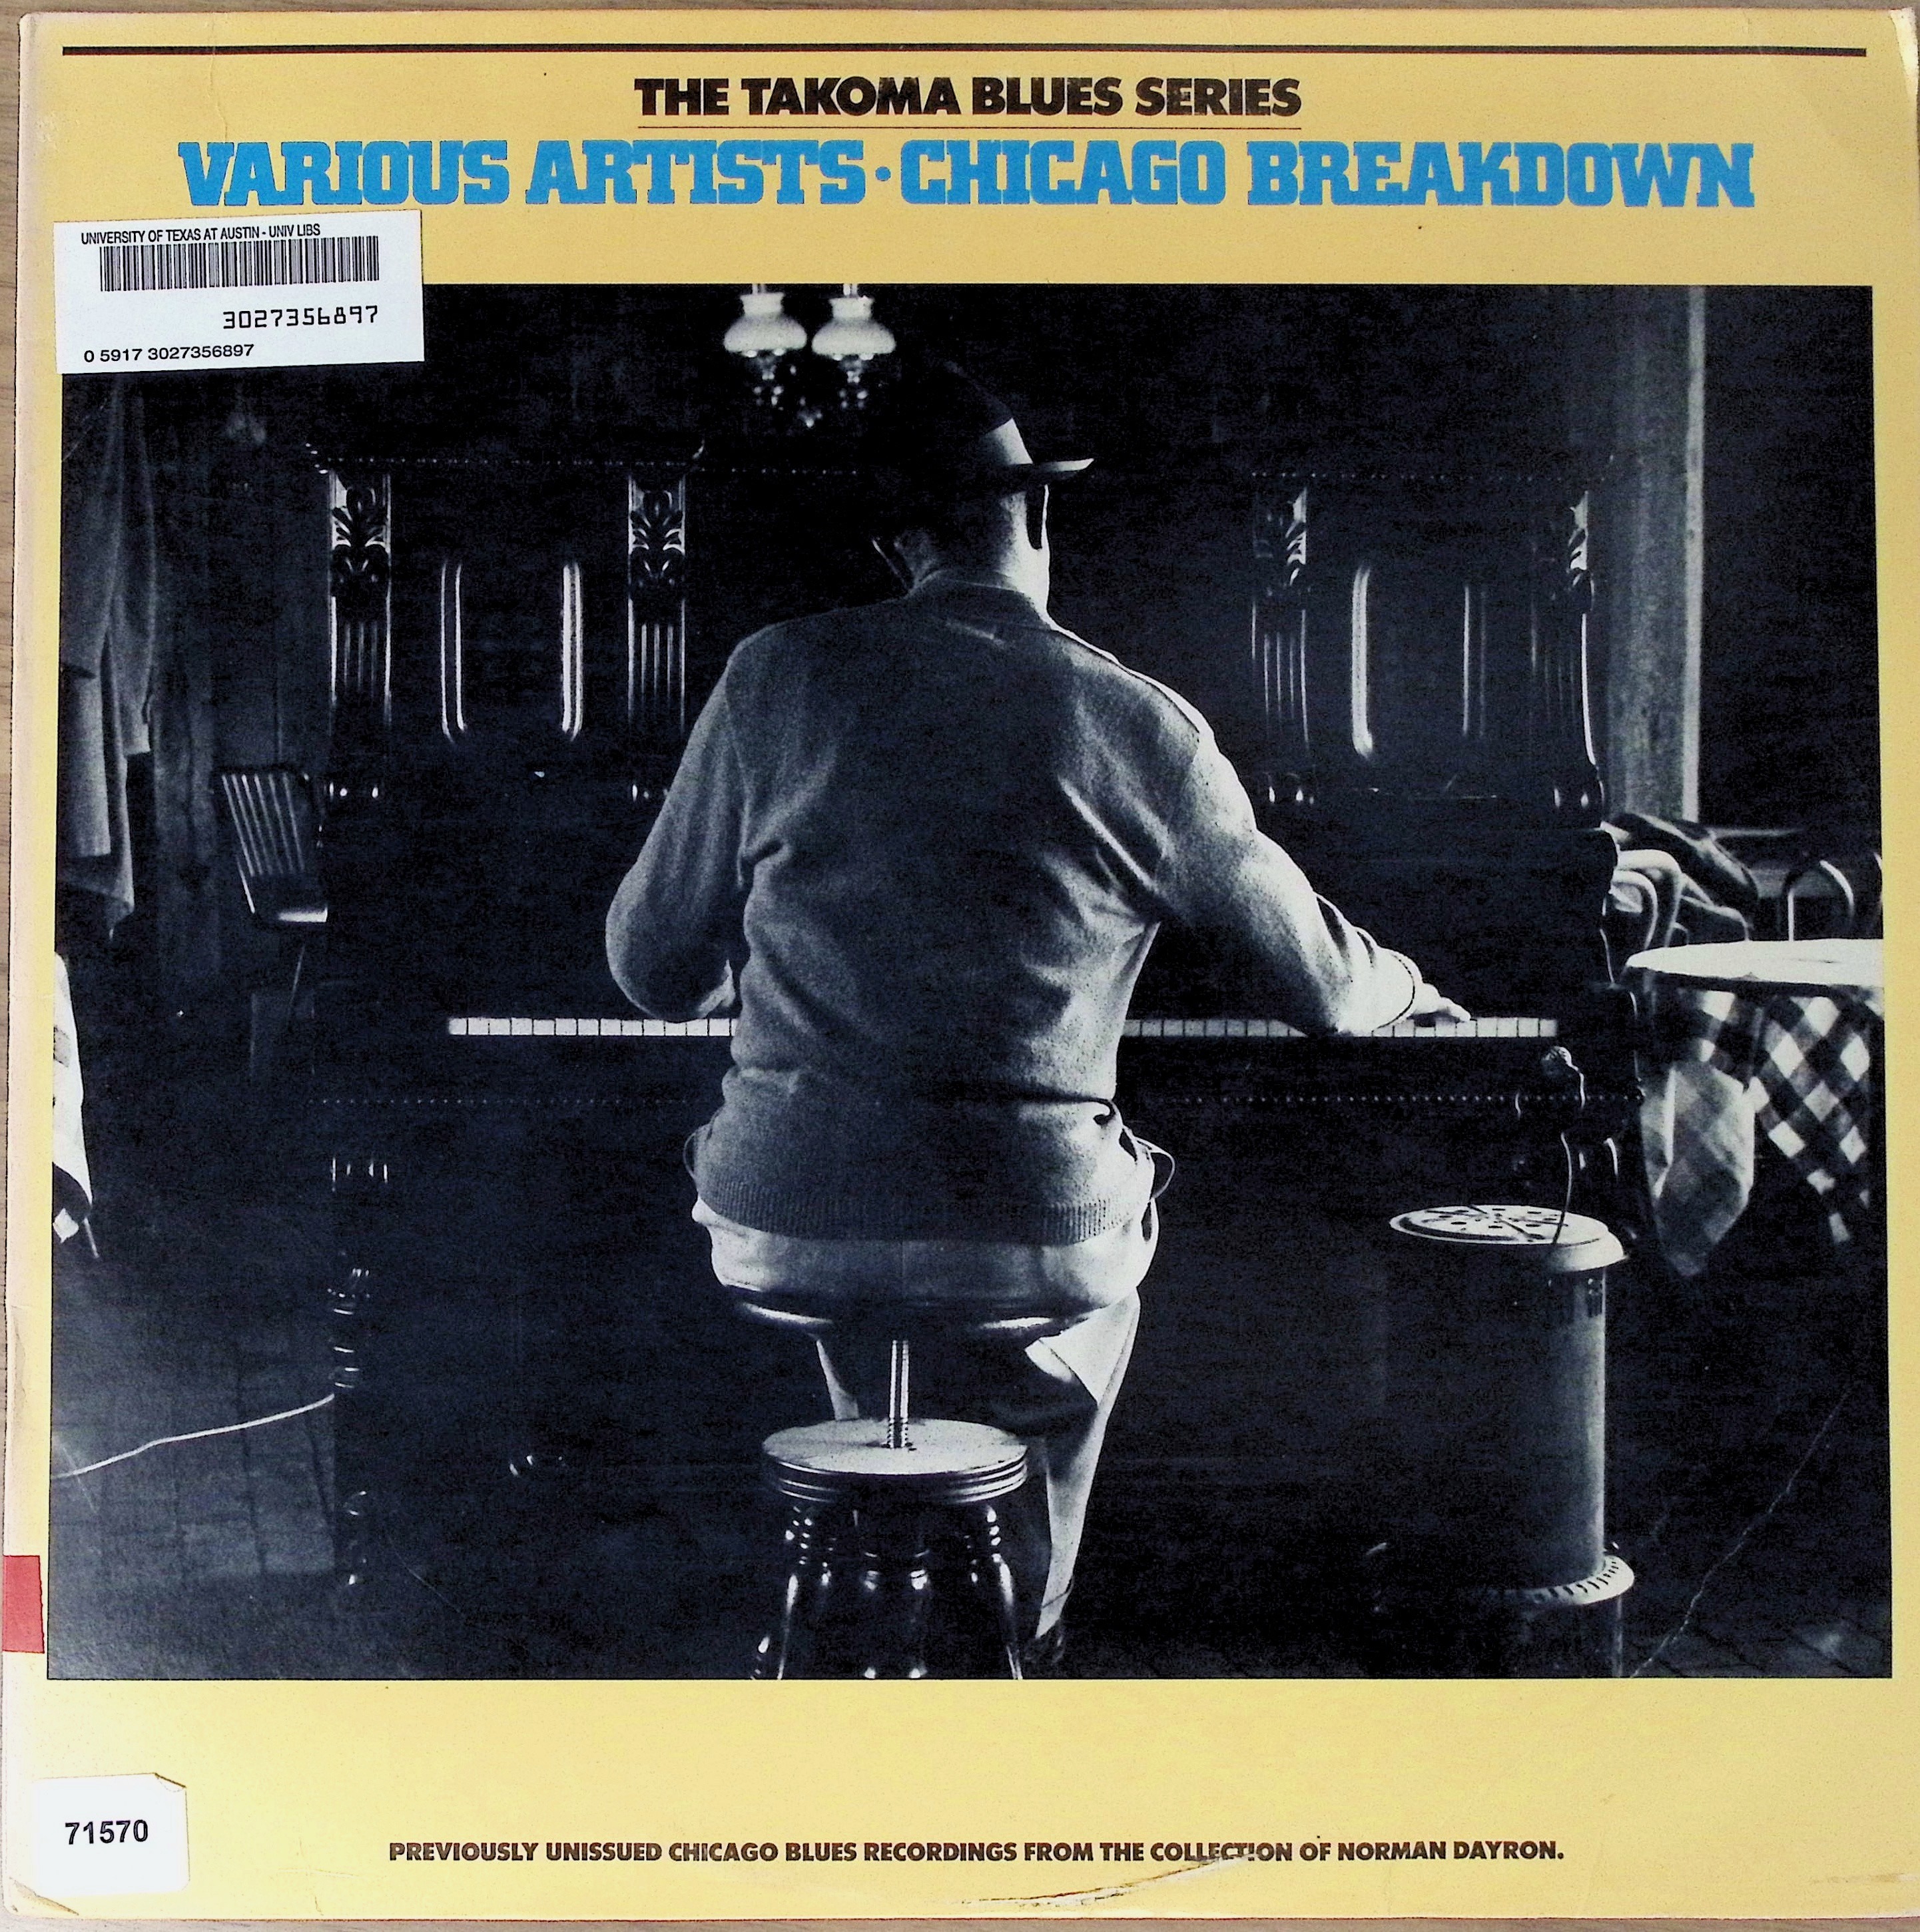 THE TAKOMA BLUES SERIES
VARIOUS ARTISTS · CHICAGO BREAKDOWN
UNIVERSITY OF TEXAS AT AUSTIN - UNIV LIBS
3027356897
0 5917 3027356897
71570
PREVIOUSLY UNISSUED CHICAGO BLUES RECORDINGS FROM THE COLLECTION OF NORMAN DAYRON.